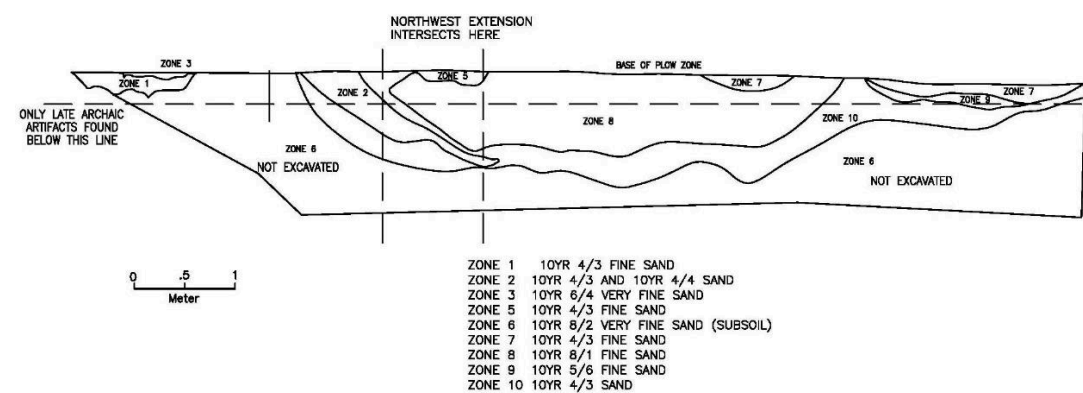 NORTHWEST EXTENSION
INTERSECTS HERE
ZONE 3
ZONE 1
ZONE 5
BASE OF PLOW ZONE
ZONE 7
ZONE 7
ZONE 9
ZONE 2
ONLY LATE ARCHAIC
ARTIFACTS FOUND
BELOW THIS LINE
ZONE 8
ZONE 10
ZONE 6
NOT EXCAVATED
ZONE 6
NOT EXCAVATED
0 .5 1
Meter
ZONE 1 10YR 4/3 FINE SAND
ZONE 2 10YR 4/3 AND 10YR 4/4 SAND
ZONE 3 10YR 6/4 VERY FINE SAND
ZONE 5 10YR 4/3 FINE SAND
ZONE 6 10YR 8/2 VERY FINE SAND (SUBSOIL)
ZONE 7 10YR 4/3 FINE SAND
ZONE 8 10YR 8/1 FINE SAND
ZONE 9 10YR 5/6 FINE SAND
ZONE 10 10YR 4/3 SAND